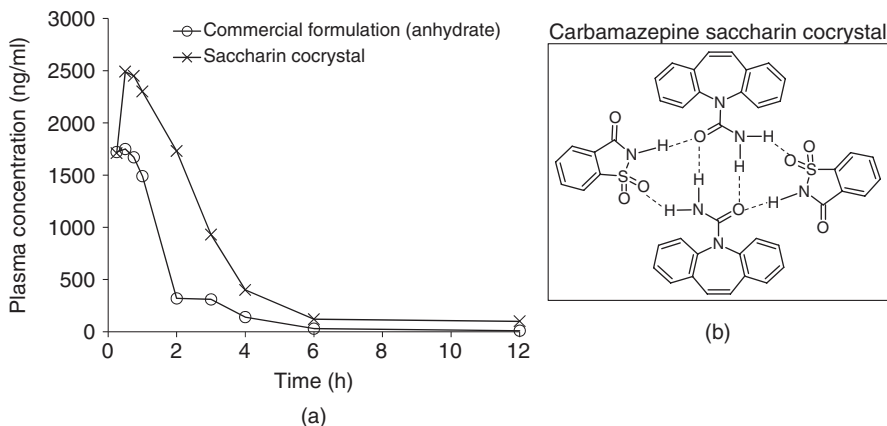 3000
2500
2000
1500
1000
500
0
0 2 4 6 8 10 12
Plasma concentration (ng/ml)
Time (h)
Commercial formulation (anhydrate)
Saccharin cocrystal
(a)
Carbamazepine saccharin cocrystal
N
O
O N H
H
O
N H
S
O
O
O
O
S
N
H
O
H
H N
O
N
(b)